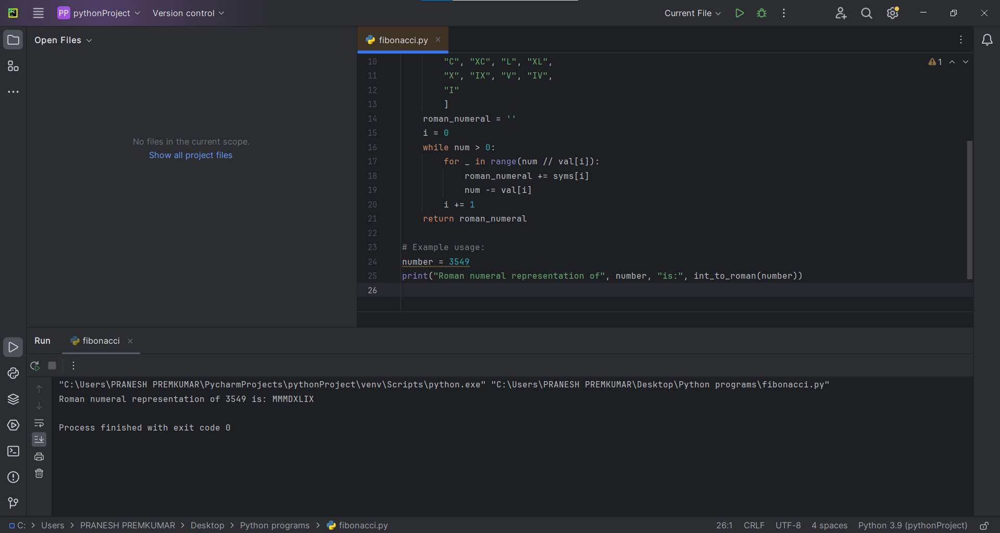 PC PP pythonProject Version control Current File
Open Files
fibonacci.py
No files in the current scope.
Show all project files
10 "C", "XC", "L", "XL", 1
11 "X", "IX", "V", "IV",
12 "I"
13 ]
14 roman_numeral = ''
15 i = 0
16 while num > 0:
17 for _ in range(num // val[i]):
18 roman_numeral += syms[i]
19 num -= val[i]
20 i += 1
21 return roman_numeral
22
23 # Example usage:
24 number = 3549
25 print("Roman numeral representation of", number, "is:", int_to_roman(number))
26
Run fibonacci
"C:\Users\PRANESH PREMKUMAR\PycharmProjects\pythonProject\venv\Scripts\python.exe" "C:\Users\PRANESH PREMKUMAR\Desktop\Python programs\fibonacci.py"
Roman numeral representation of 3549 is: MMMDXLIX
Process finished with exit code 0
C: > Users > PRANESH PREMKUMAR > Desktop > Python programs > fibonacci.py 26:1 CRLF UTF-8 4 spaces Python 3.9 (pythonProject)